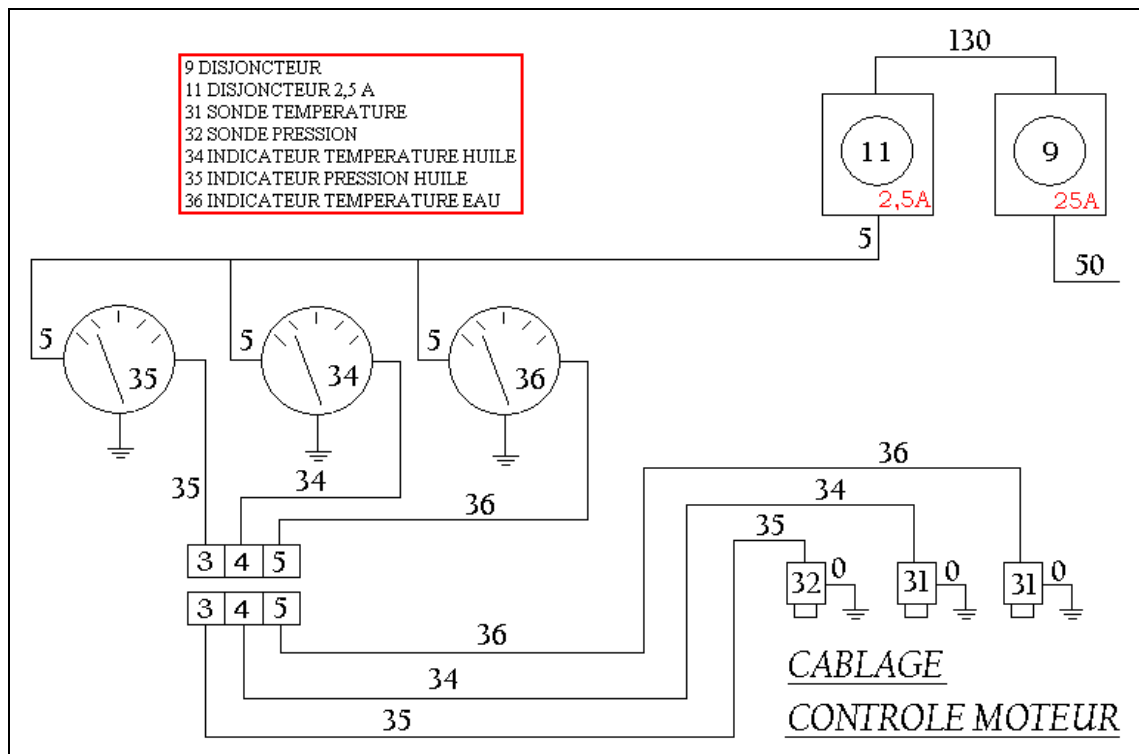 130
9 DISJONCTEUR
11 DISJONCTEUR 2,5 A
31 SONDE TEMPERATURE
32 SONDE PRESSION
34 INDICATEUR TEMPERATURE HUILE
35 INDICATEUR PRESSION HUILE
36 INDICATEUR TEMPERATURE EAU
11
2,5A
9
25A
5
50
5
35
5
34
5
36
35
34
36
36
34
35
3 4 5
3 4 5
32 0
31 0
31 0
36
34
35
CABLAGE
CONTROLE MOTEUR